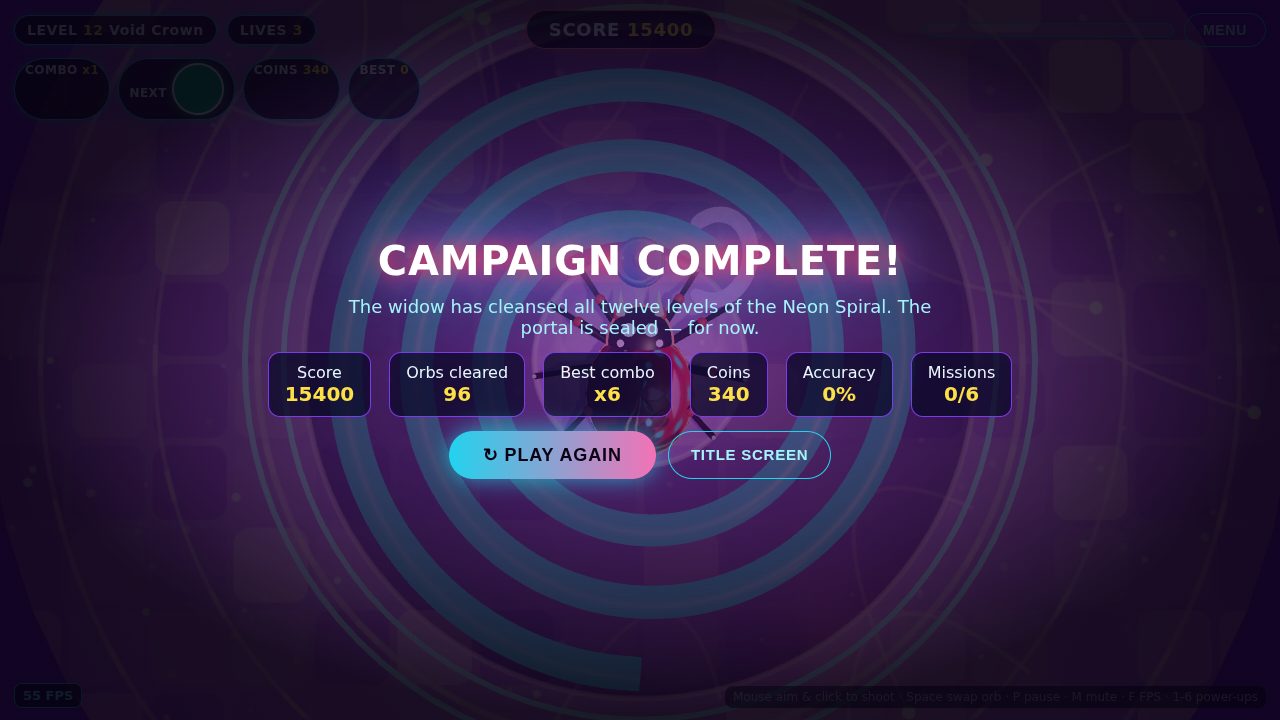 LEVEL 12 Void Crown
LIVES 3
SCORE 15400
MENU
COMBO x1
NEXT
COINS 340
BEST 0
CAMPAIGN COMPLETE!
The widow has cleansed all twelve levels of the Neon Spiral. The
portal is sealed — for now.
Score
15400
Orbs cleared
96
Best combo
x6
Coins
340
Accuracy
0%
Missions
0/6
↻ PLAY AGAIN
TITLE SCREEN
55 FPS
Mouse aim & click to shoot · Space swap orb · P pause · M mute · F FPS · 1-6 power-ups